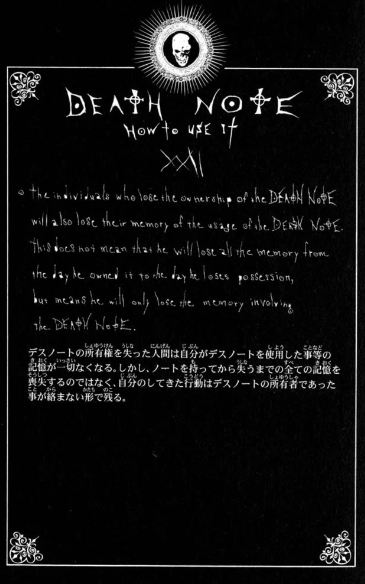 DEATH NOTE
How to use it
XXII
○ The individuals who lose the ownership of the DEATH NOTE
will also lose their memory of the usage of the DEATH NOTE.
This does not mean that he will lose all the memory from
the day he owned it to the day he loses possession,
but means he will only lose the memory involving
the DEATH NOTE.
デスノートの所有権を失った人間は自分がデスノートを使用した事等の
記憶が一切なくなる。しかし、ノートを持ってから失うまでの全ての記憶を
喪失するのではなく、自分のしてきた行動はデスノートの所有者であった
事が絡まない形で残る。